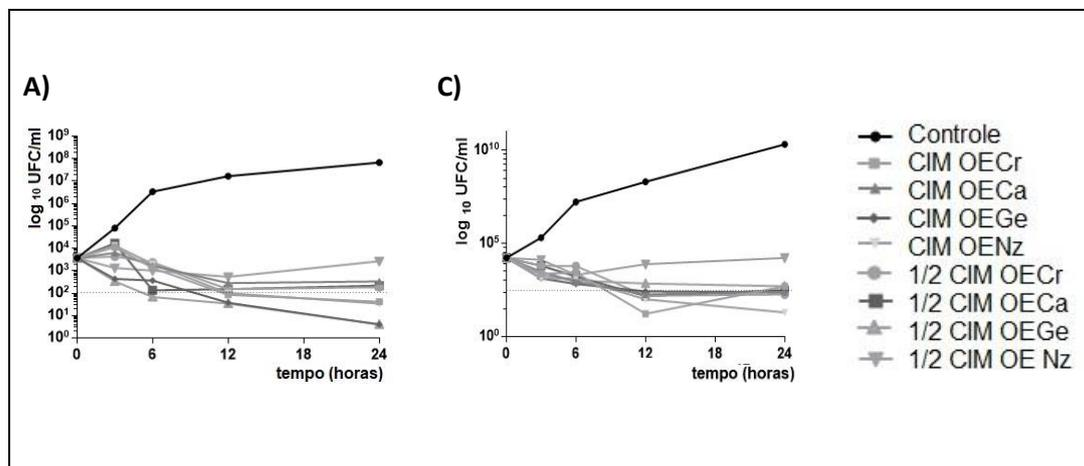 A)
C)
log 10 UFC/ml
10⁹
10⁸
10⁷
10⁶
10⁵
10⁴
10³
10²
10¹
10⁰
0
6
12
18
24
tempo (horas)
log 10 UFC/ml
10¹⁰
10⁵
10⁰
0
6
12
18
24
tempo (horas)
Controle
CIM OECr
CIM OECa
CIM OEGe
CIM OENz
1/2 CIM OECr
1/2 CIM OECa
1/2 CIM OEGe
1/2 CIM OE Nz